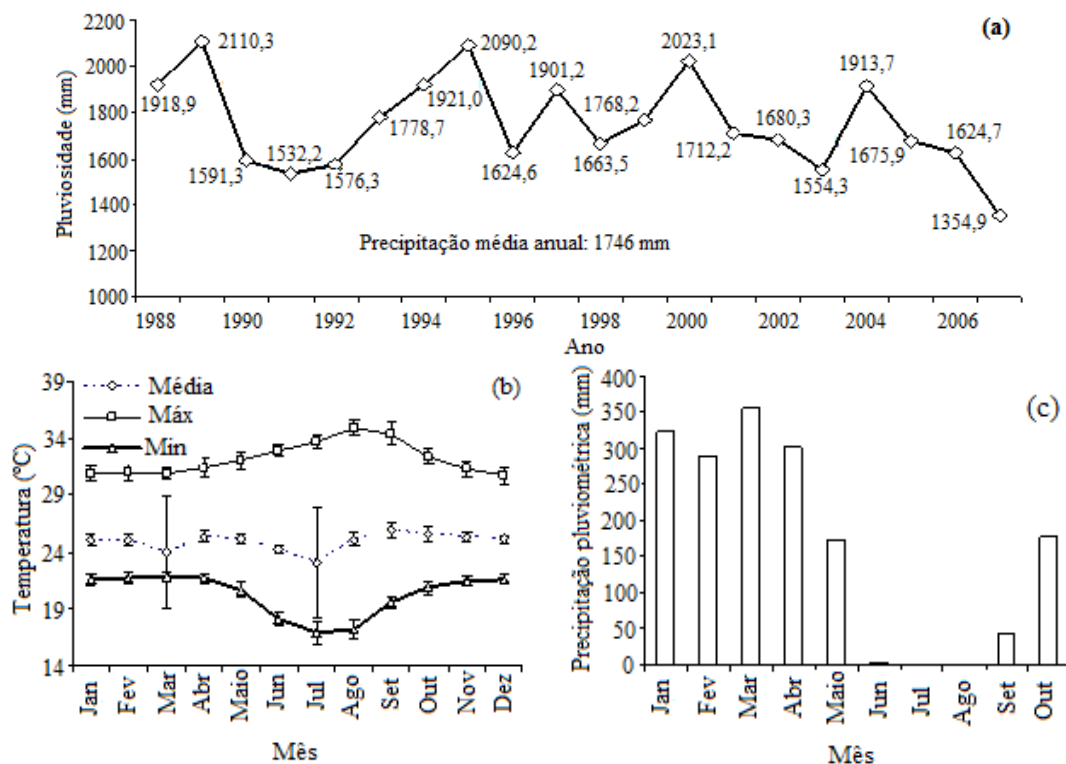 (a)
Pluviosidade (mm)
2200
2000
1800
1600
1400
1200
1000
1918,9
2110,3
1591,3
1532,2
1576,3
1778,7
1921,0
2090,2
1624,6
1901,2
1663,5
1768,2
2023,1
1712,2
1680,3
1554,3
1913,7
1675,9
1624,7
1354,9
Precipitação média anual: 1746 mm
1988 1990 1992 1994 1996 1998 2000 2002 2004 2006
Ano
(b)
Temperatura (ºC)
39
34
29
24
19
14
Média
Máx
Min
Jan Fev Mar Abr Maio Jun Jul Ago Set Out Nov Dez
Mês
(c)
Precipitação pluviométrica (mm)
400
350
300
250
200
150
100
50
0
Jan Fev Mar Abr Maio Jun Jul Ago Set Out
Mês